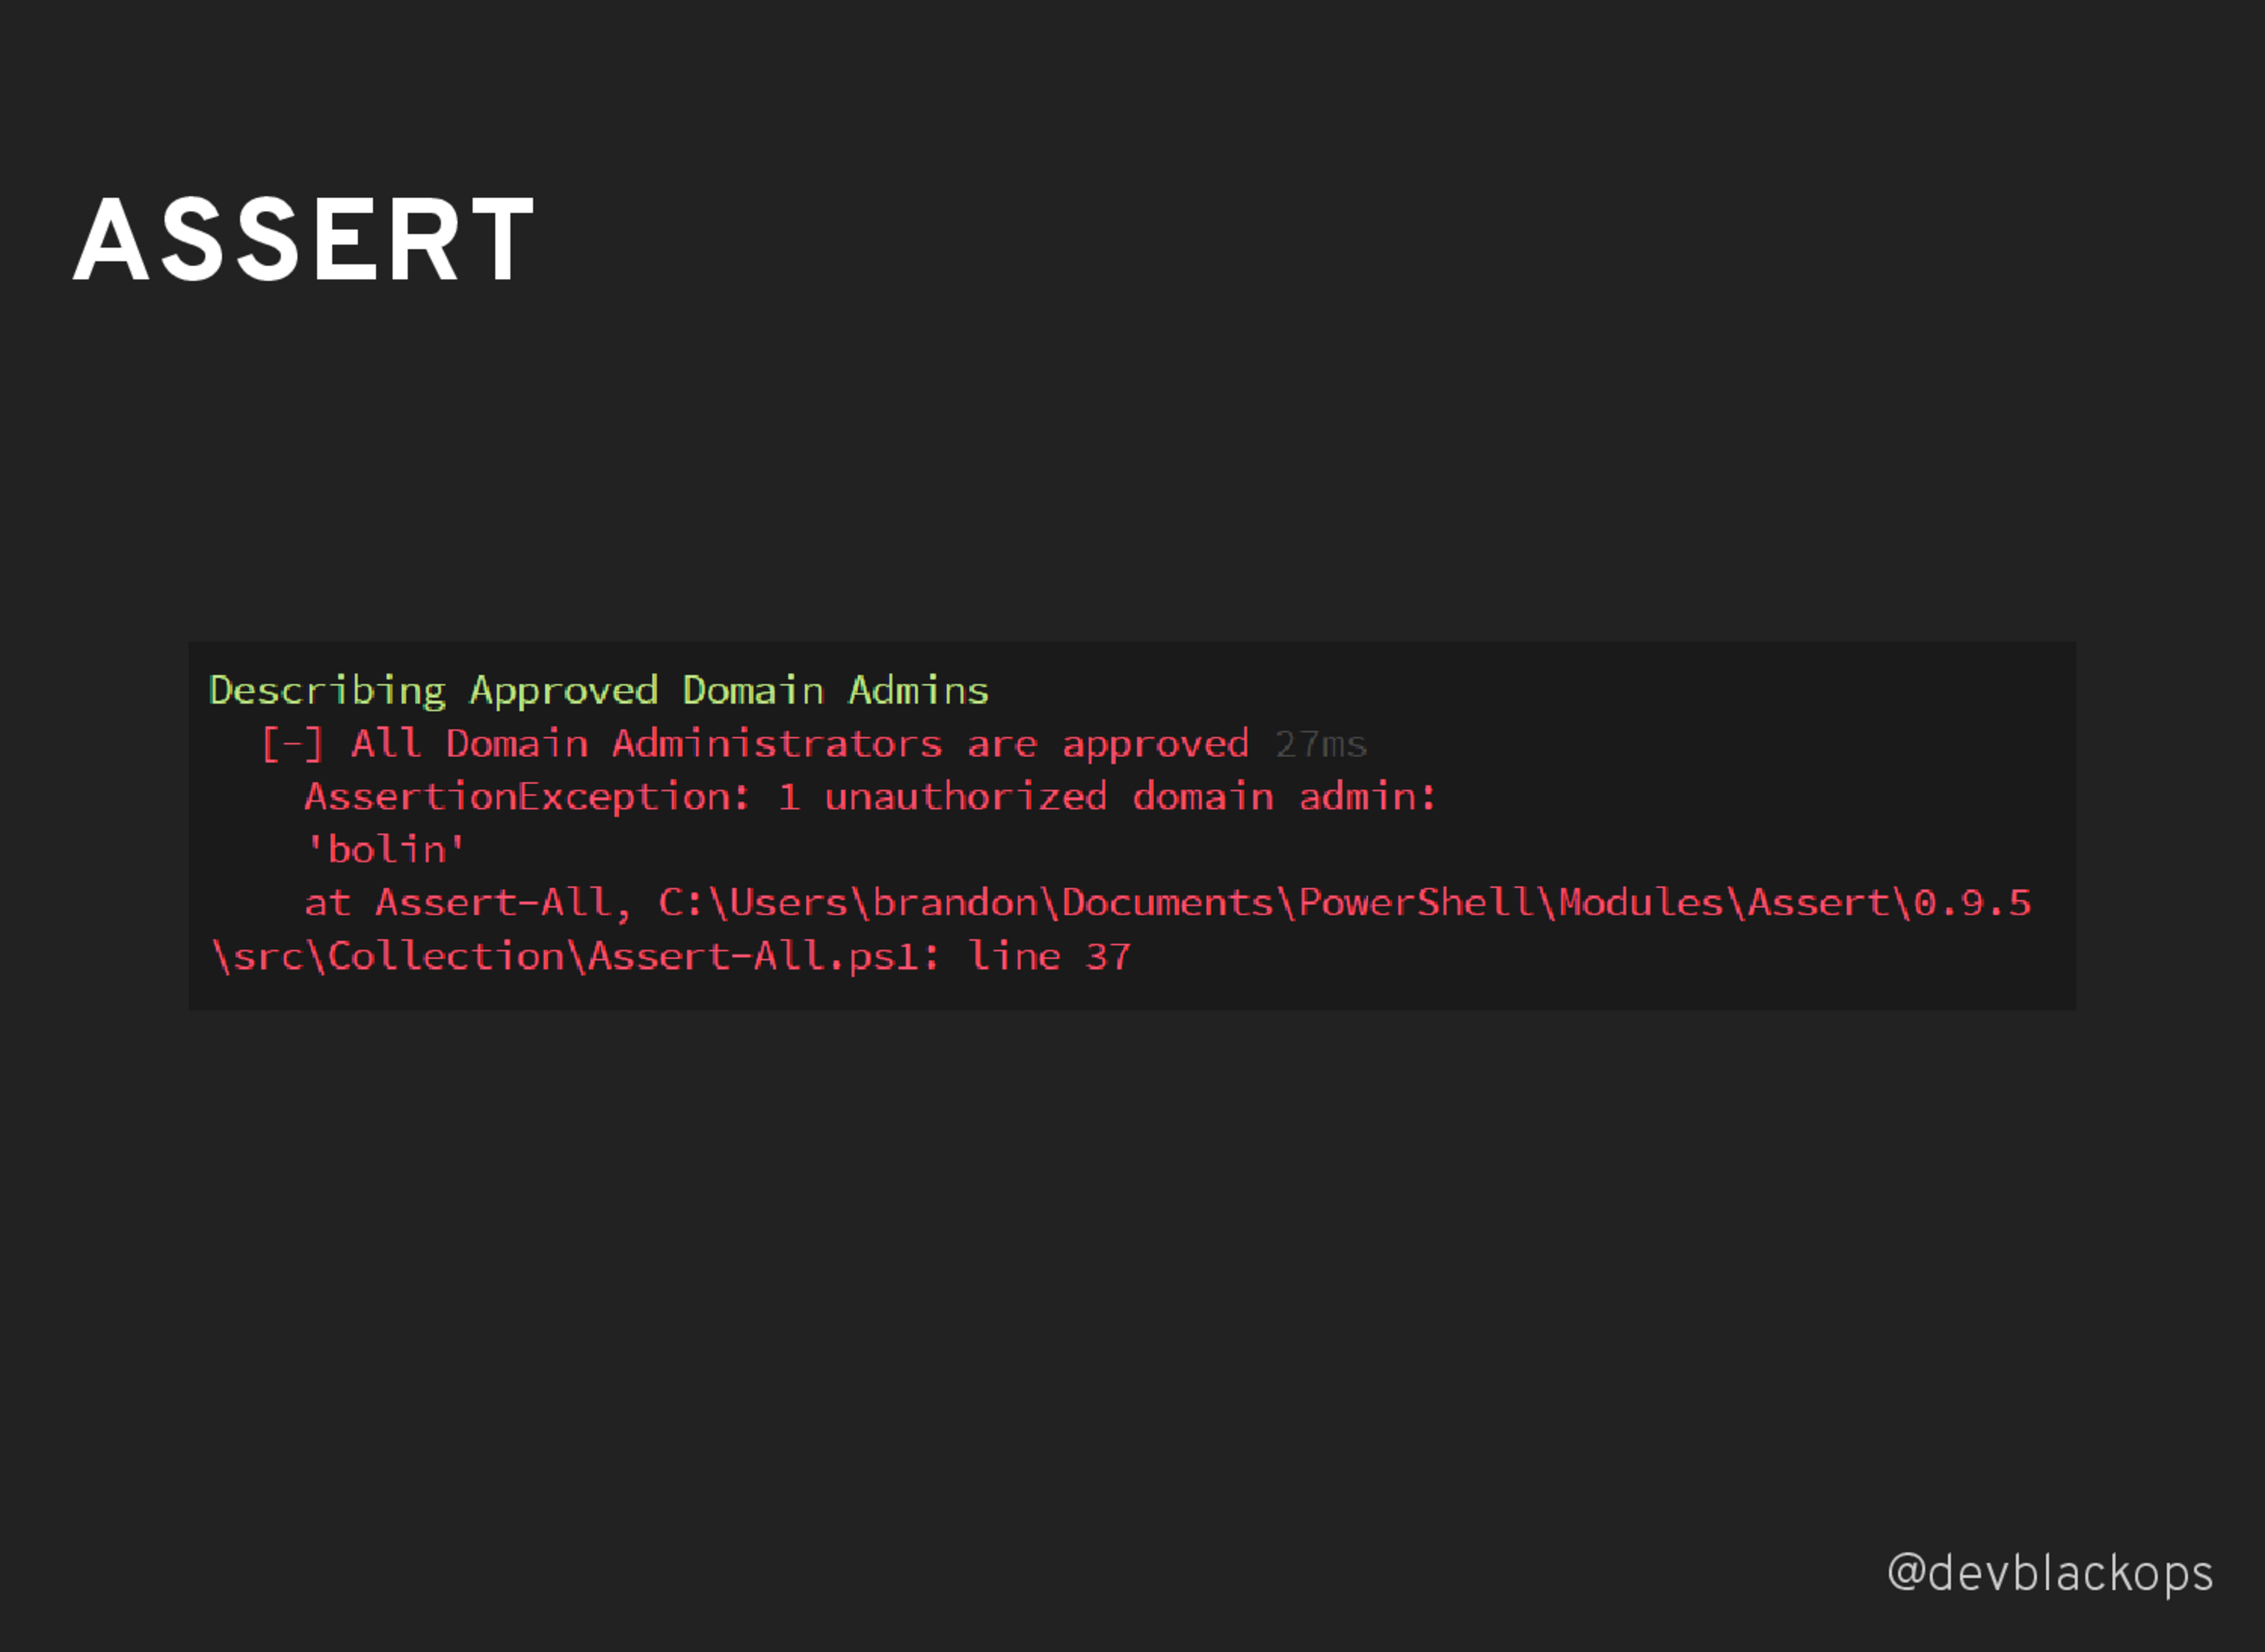 ASSERT
Describing Approved Domain Admins
[-] All Domain Administrators are approved 27ms
AssertionException: 1 unauthorized domain admin:
'bolin'
at Assert-All, C:\Users\brandon\Documents\PowerShell\Modules\Assert\0.9.5
\src\Collection\Assert-All.ps1: line 37
@devblackops